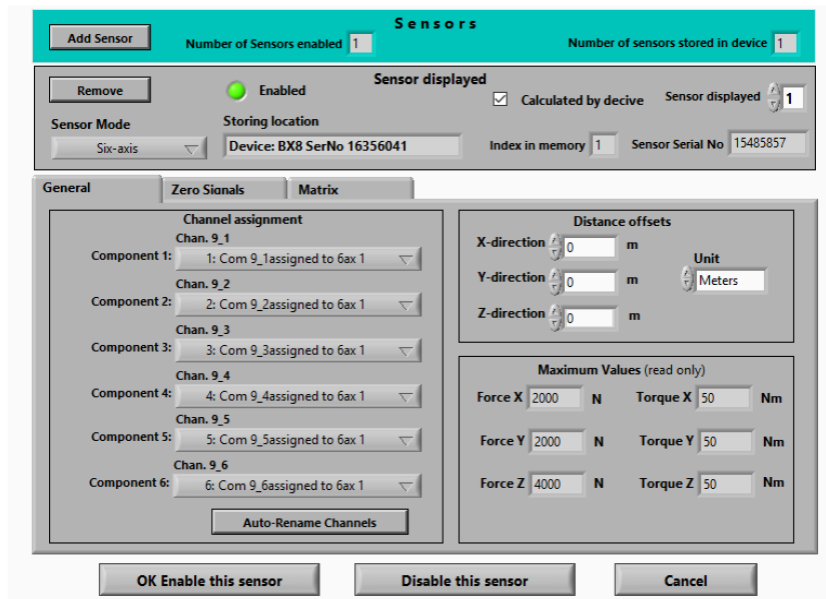 Sensors
Add Sensor
Number of Sensors enabled 1
Number of sensors stored in device 1
Sensor displayed
Remove
Enabled
Calculated by decive
Sensor displayed 1
Sensor Mode
Six-axis
Storing location
Device: BX8 SerNo 16356041
Index in memory 1
Sensor Serial No 15485857
General
Zero Signals
Matrix
Channel assignment
Chan. 9_1
Component 1: 1: Com 9_1assigned to 6ax 1
Chan. 9_2
Component 2: 2: Com 9_2assigned to 6ax 1
Chan. 9_3
Component 3: 3: Com 9_3assigned to 6ax 1
Chan. 9_4
Component 4: 4: Com 9_4assigned to 6ax 1
Chan. 9_5
Component 5: 5: Com 9_5assigned to 6ax 1
Chan. 9_6
Component 6: 6: Com 9_6assigned to 6ax 1
Auto-Rename Channels
Distance offsets
X-direction 0 m
Y-direction 0 m
Z-direction 0 m
Unit
Meters
Maximum Values (read only)
Force X 2000 N Torque X 50 Nm
Force Y 2000 N Torque Y 50 Nm
Force Z 4000 N Torque Z 50 Nm
OK Enable this sensor
Disable this sensor
Cancel